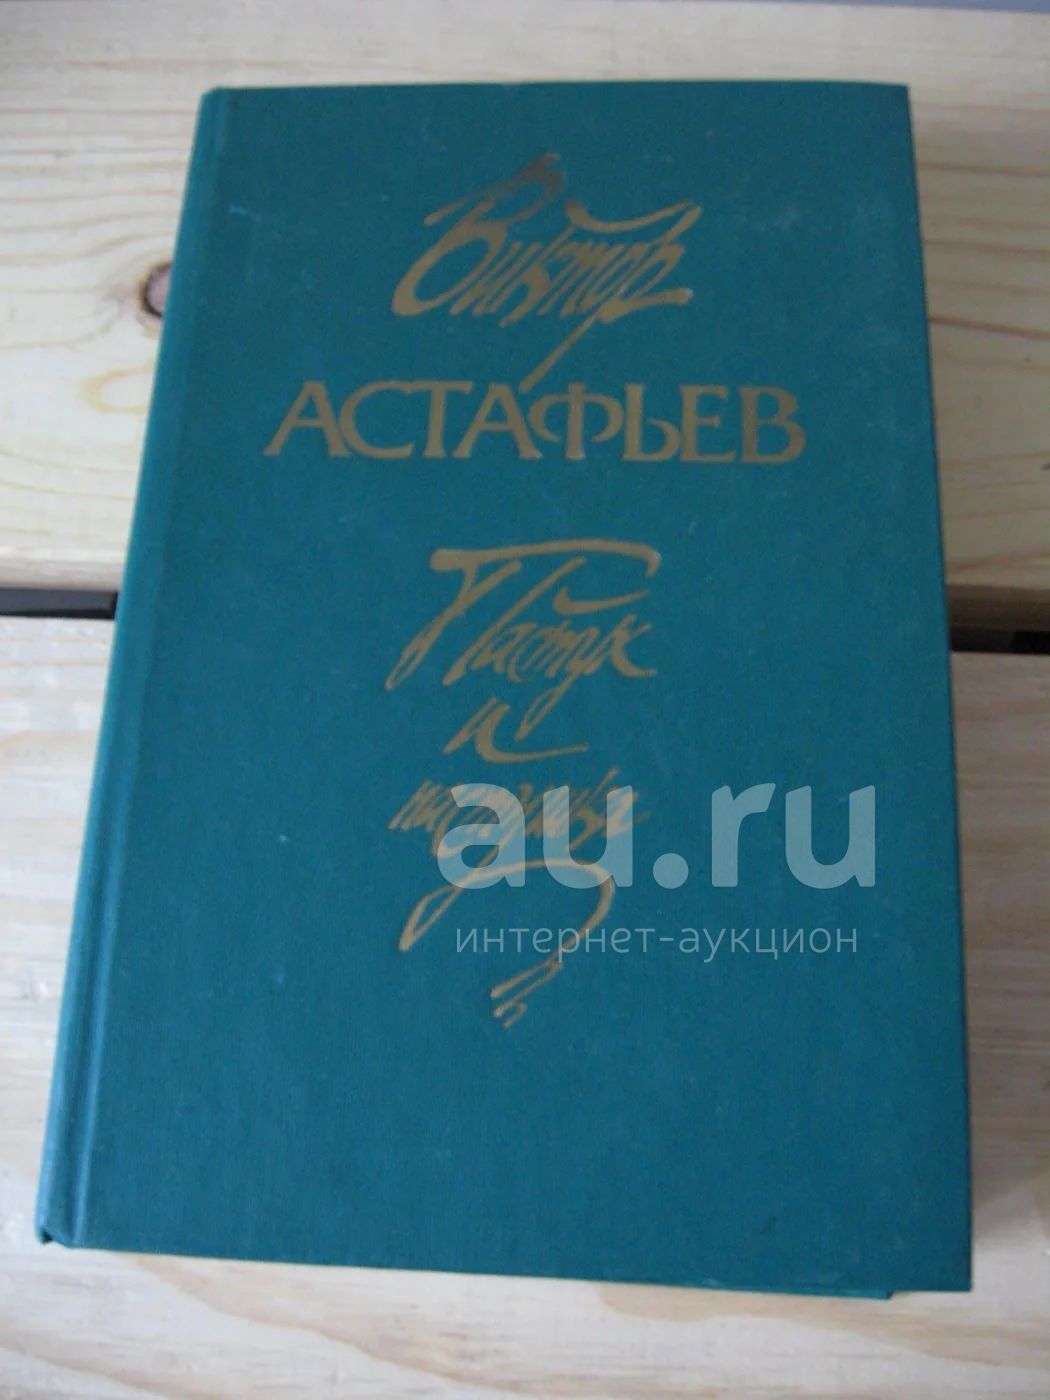 Виктор
АСТАФЬЕВ
Пастух
и
пастушка
au.ru
интернет-аукцион